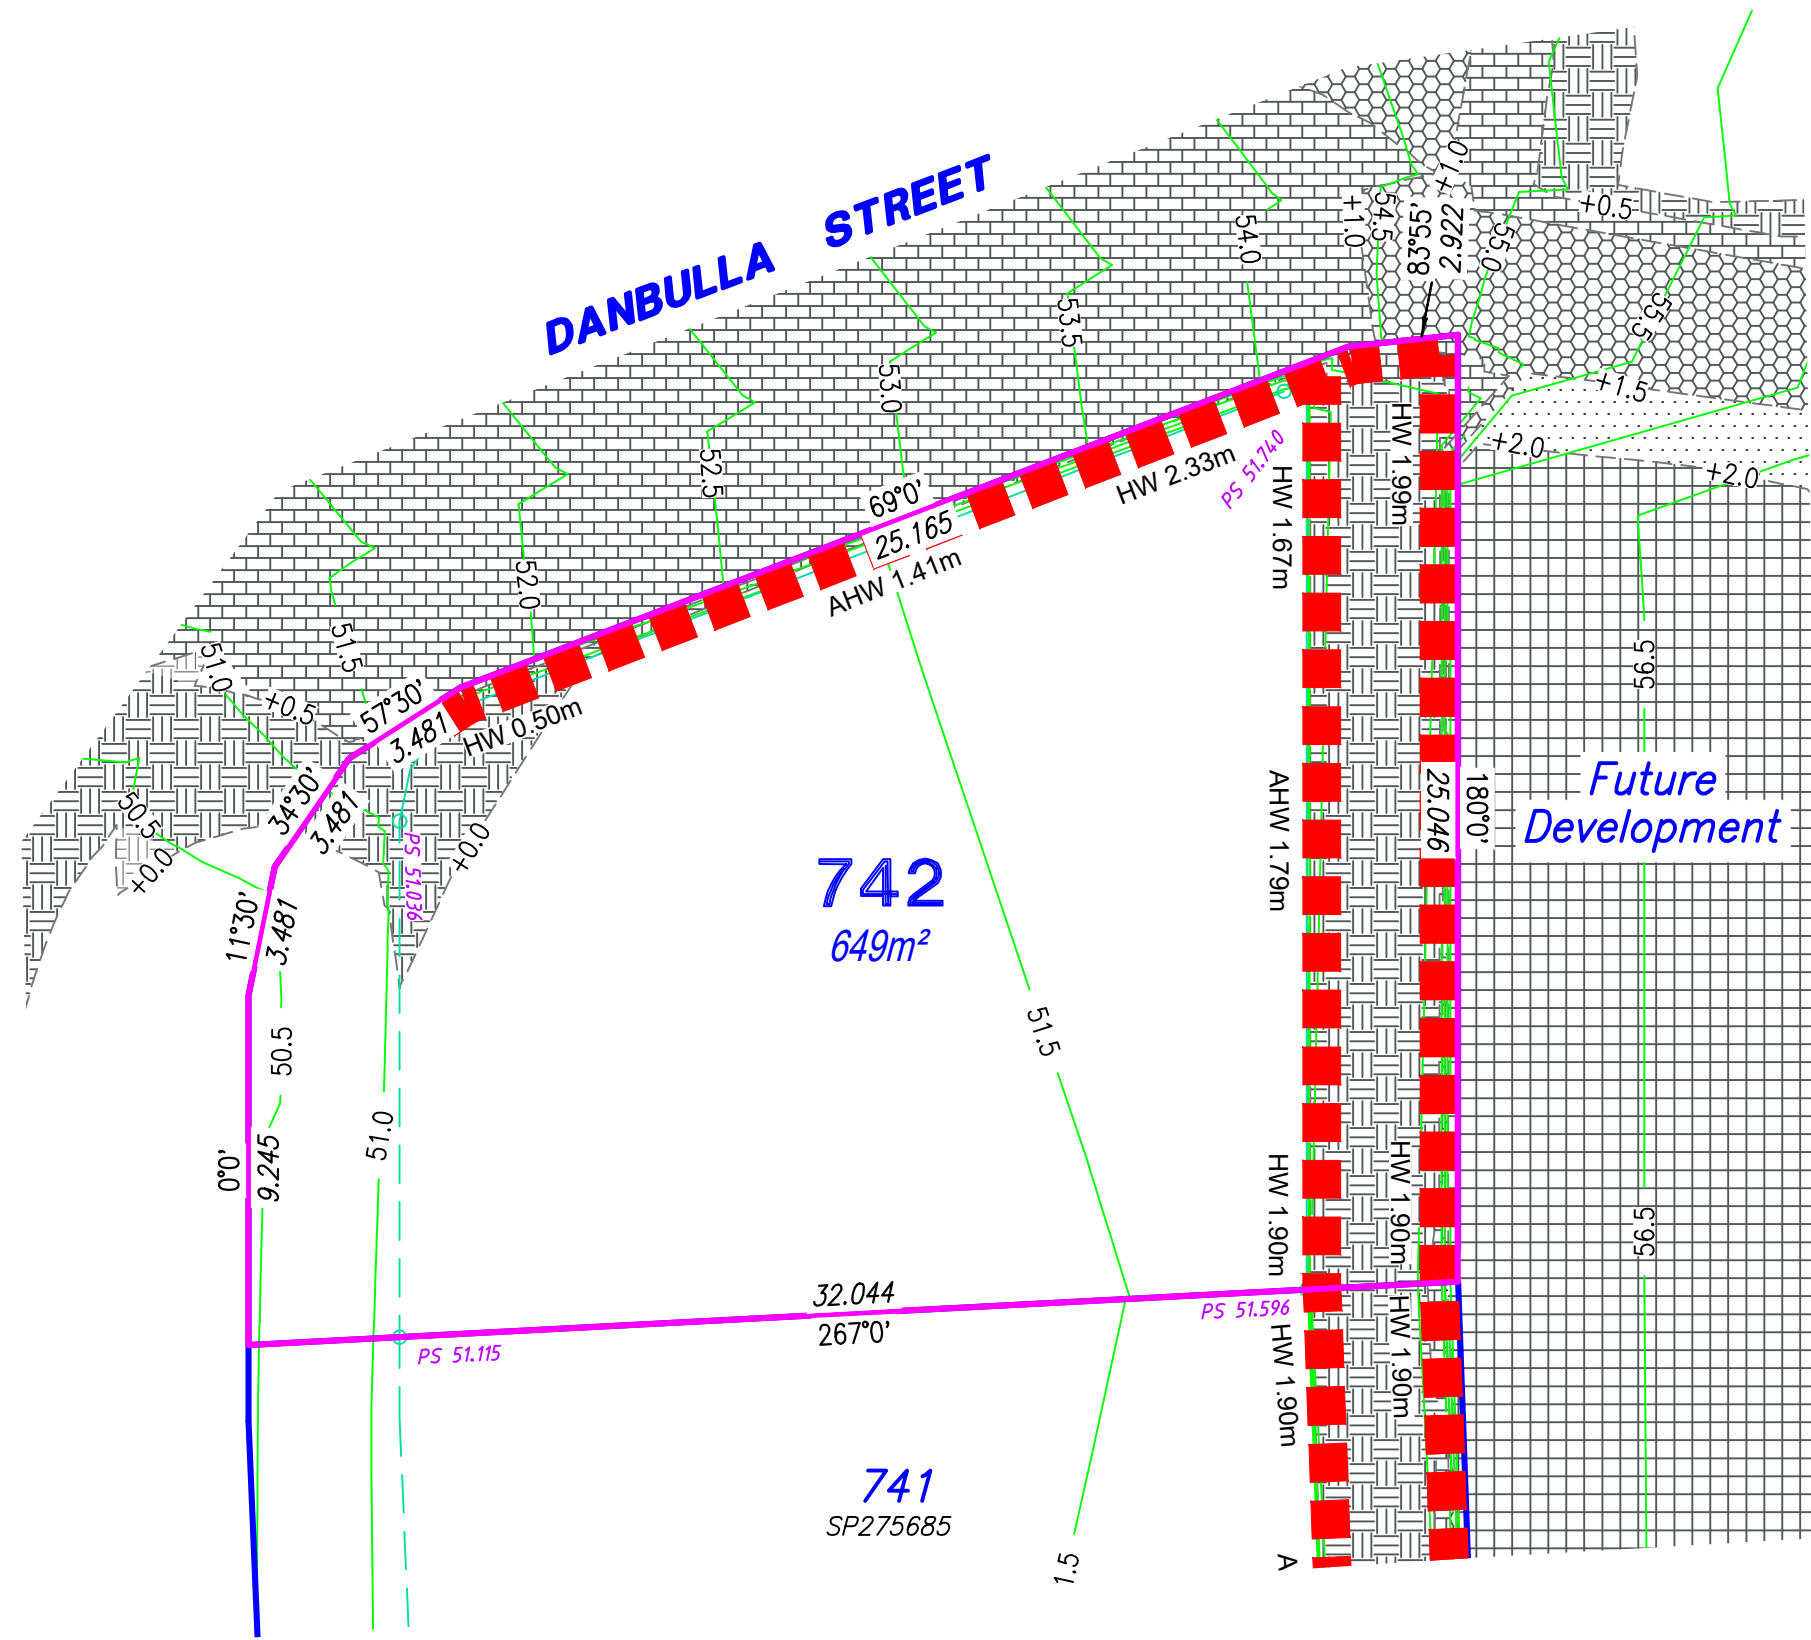 DANBULLA STREET
+1.0
+0.5
54.0
+1.0
54.5
83°55'
2.922
55.0
55.5
53.5
53.0
52.5
52.0
51.5
51.0
+0.5
50.5
+0.0
+0.0
+1.5
+2.0
+2.0
69°0'
25.165
AHW 1.41m
HW 2.33m
PS 51.740
HW 1.67m
HW 1.99m
HW 0.50m
57°30'
3.481
34°30'
3.481
11°30'
3.481
PS 51.036
742
649m²
AHW 1.79m
25.046
180°0'
Future
Development
56.5
56.5
51.5
50.5
51.0
0°0'
9.245
HW 1.90m
HW 1.90m
32.044
267°0'
PS 51.115
PS 51.596
HW 1.90m
HW 1.90m
741
SP275685
1.5
A